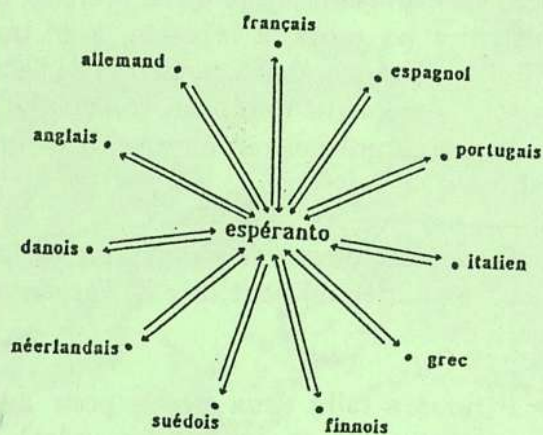 français
allemand
espagnol
anglais
portugais
espéranto
danois
italien
néerlandais
grec
suédois
finnois